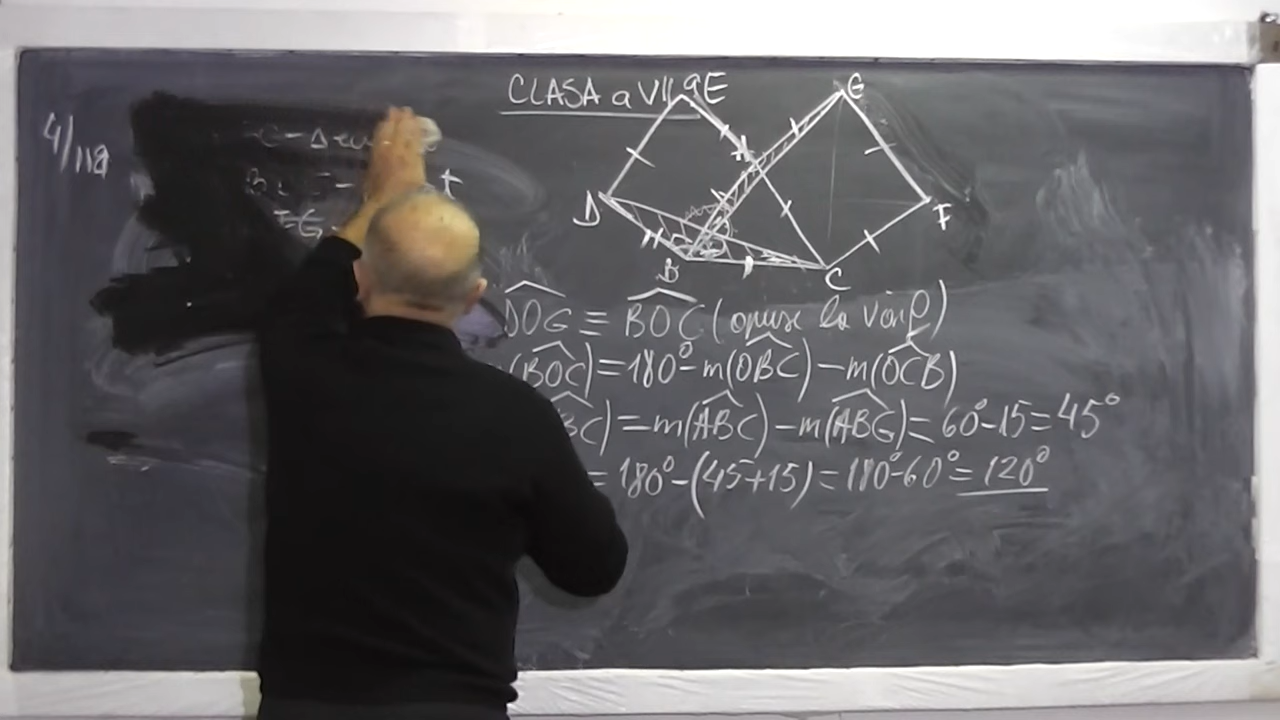 CLASA a VII a
4/118
E
G
D
F
B
C
DOG ≡ BOC (opuse la vârf)
(BOC) = 180° - m(OBC) - m(OCB)
BC) = m(ABC) - m(ABG) = 60° - 15 = 45°
= 180° - (45+15) = 180° - 60° = 120°